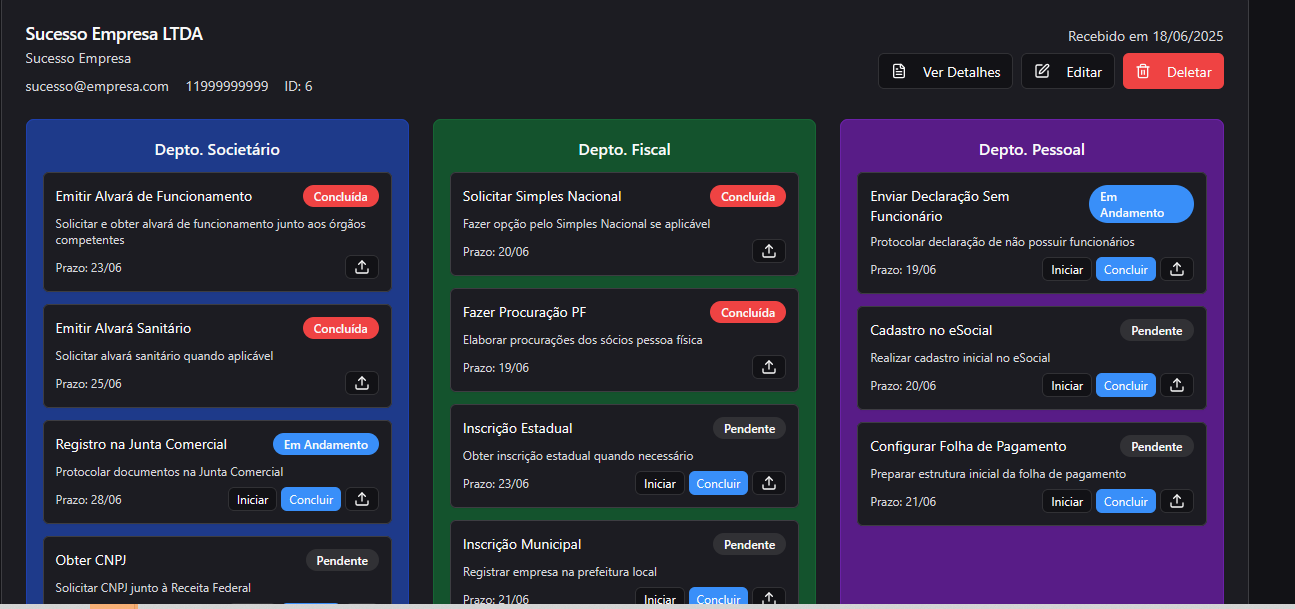 Sucesso Empresa LTDA
Recebido em 18/06/2025
Sucesso Empresa
sucesso@empresa.com 11999999999 ID: 6
Ver Detalhes Editar Deletar
Depto. Societário
Emitir Alvará de Funcionamento Concluída
Solicitar e obter alvará de funcionamento junto aos órgãos
competentes
Prazo: 23/06
Emitir Alvará Sanitário Concluída
Solicitar alvará sanitário quando aplicável
Prazo: 25/06
Registro na Junta Comercial Em Andamento
Protocolar documentos na Junta Comercial
Prazo: 28/06 Iniciar Concluir
Obter CNPJ Pendente
Solicitar CNPJ junto à Receita Federal
Depto. Fiscal
Solicitar Simples Nacional Concluída
Fazer opção pelo Simples Nacional se aplicável
Prazo: 20/06
Fazer Procuração PF Concluída
Elaborar procurações dos sócios pessoa física
Prazo: 19/06
Inscrição Estadual Pendente
Obter inscrição estadual quando necessário
Prazo: 23/06 Iniciar Concluir
Inscrição Municipal Pendente
Registrar empresa na prefeitura local
Prazo: 21/06 Iniciar Concluir
Depto. Pessoal
Enviar Declaração Sem
Funcionário
Em
Andamento
Protocolar declaração de não possuir funcionários
Prazo: 19/06 Iniciar Concluir
Cadastro no eSocial Pendente
Realizar cadastro inicial no eSocial
Prazo: 20/06 Iniciar Concluir
Configurar Folha de Pagamento Pendente
Preparar estrutura inicial da folha de pagamento
Prazo: 21/06 Iniciar Concluir